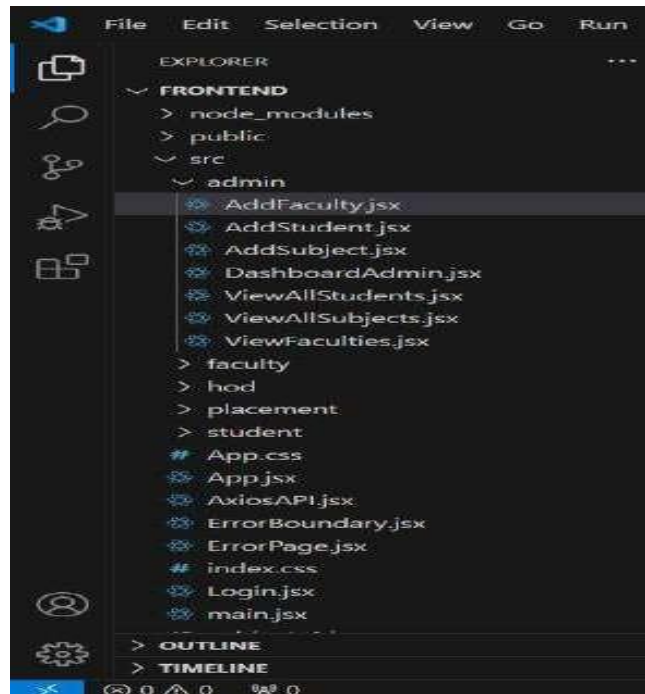 File Edit Selection View Go Run
EXPLORER
FRONTEND
node_modules
public
src
admin
AddFaculty.jsx
AddStudent.jsx
AddSubject.jsx
DashboardAdmin.jsx
ViewAllStudents.jsx
ViewAllSubjects.jsx
ViewFaculties.jsx
faculty
hod
placement
student
# App.css
App.jsx
AxiosAPI.jsx
ErrorBoundary.jsx
ErrorPage.jsx
# index.css
Login.jsx
main.jsx
OUTLINE
TIMELINE
0 0 0